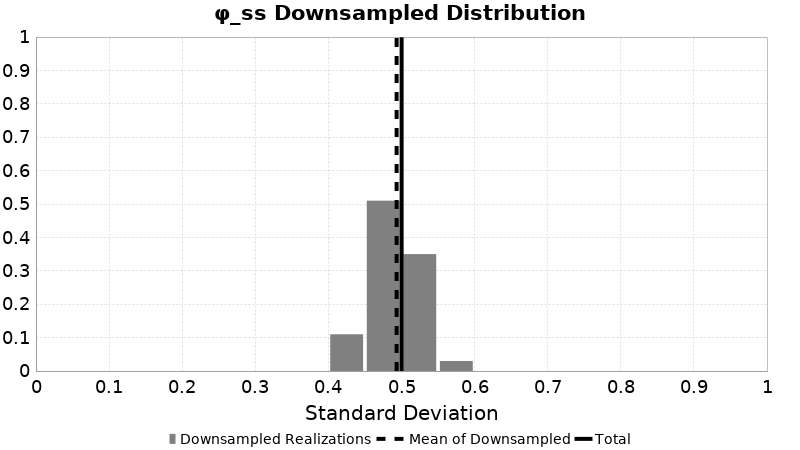 φ_ss Downsampled Distribution
1
0.9
0.8
0.7
0.6
0.5
0.4
0.3
0.2
0.1
0
0 0.1 0.2 0.3 0.4 0.5 0.6 0.7 0.8 0.9 1
Standard Deviation
Downsampled Realizations Mean of Downsampled Total